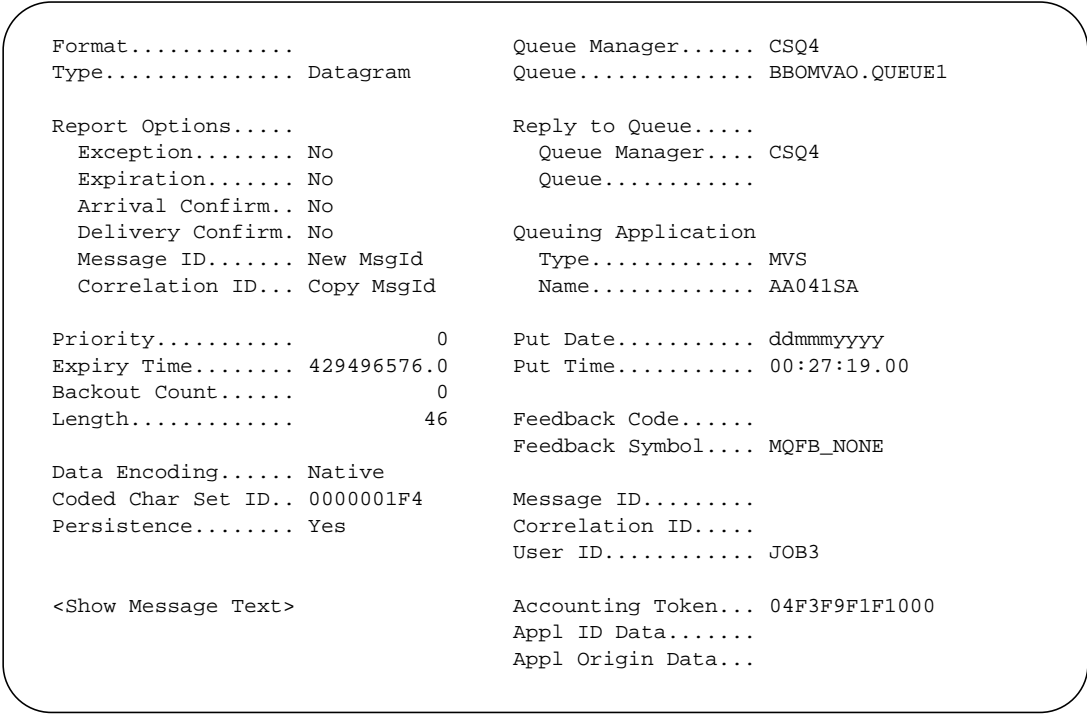 Format............. Queue Manager...... CSQ4
Type............... Datagram Queue.............. BBOMVAO.QUEUE1
Report Options..... Reply to Queue.....
Exception........ No Queue Manager.... CSQ4
Expiration....... No Queue............
Arrival Confirm.. No
Delivery Confirm. No Queuing Application
Message ID....... New MsgId Type............. MVS
Correlation ID... Copy MsgId Name............. AA041SA
Priority........... 0 Put Date........... ddmmmyyyy
Expiry Time........ 429496576.0 Put Time........... 00:27:19.00
Backout Count...... 0
Length............. 46 Feedback Code......
Feedback Symbol.... MQFB_NONE
Data Encoding...... Native
Coded Char Set ID.. 0000001F4 Message ID.........
Persistence........ Yes Correlation ID.....
User ID............ JOB3
<Show Message Text> Accounting Token... 04F3F9F1F1000
Appl ID Data.......
Appl Origin Data...